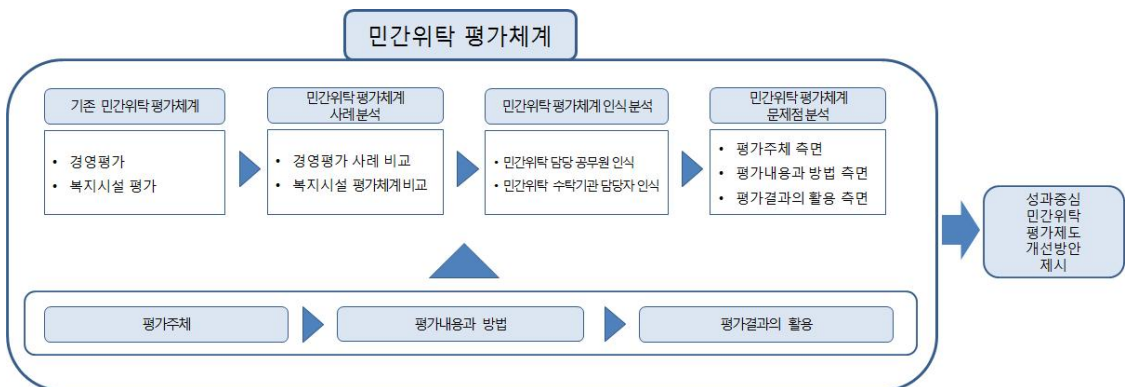 민간위탁 평가체계
기존 민간위탁 평가체계
• 경영평가
• 복지시설 평가
민간위탁 평가체계
사례 분석
• 경영평가 사례 비교
• 복지시설 평가체계비교
민간위탁 평가체계 인식 분석
• 민간위탁 담당 공무원 인식
• 민간위탁 수탁기관 담당자 인식
민간위탁 평가체계
문제점 분석
• 평가주체 측면
• 평가내용과 방법 측면
• 평가결과의 활용 측면
평가주체
평가내용과 방법
평가결과의 활용
성과중심
민간위탁
평가제도
개선방안
제시